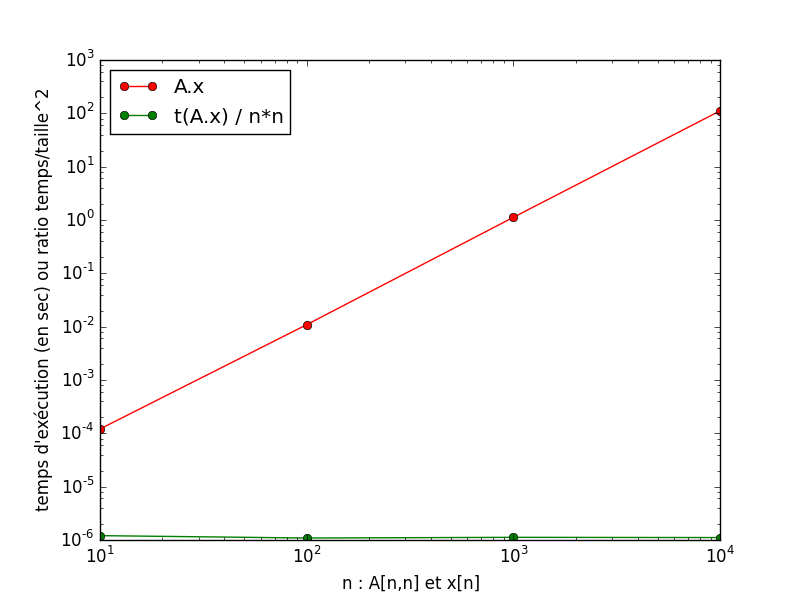 A.x
t(A.x) / n*n
temps d'exécution (en sec) ou ratio temps/taille^2
10^3
10^2
10^1
10^0
10^-1
10^-2
10^-3
10^-4
10^-5
10^-6
10^1 10^2 10^3 10^4
n : A[n,n] et x[n]